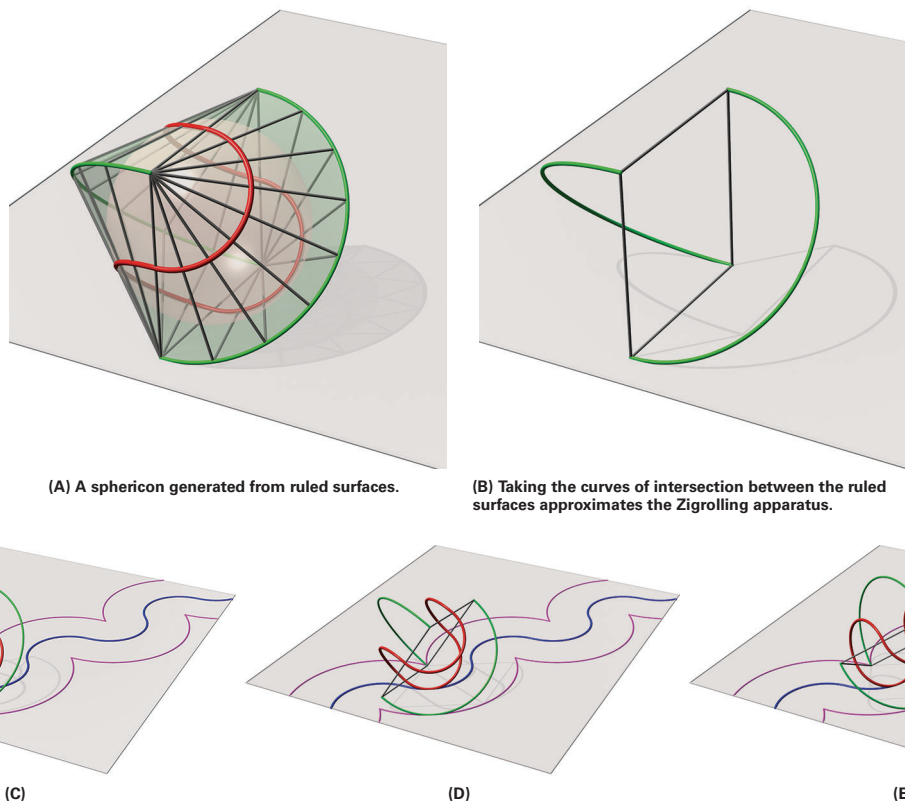 (A) A sphericon generated from ruled surfaces.
(B) Taking the curves of intersection between the ruled
surfaces approximates the Zigrolling apparatus.
(C)
(D)
(E